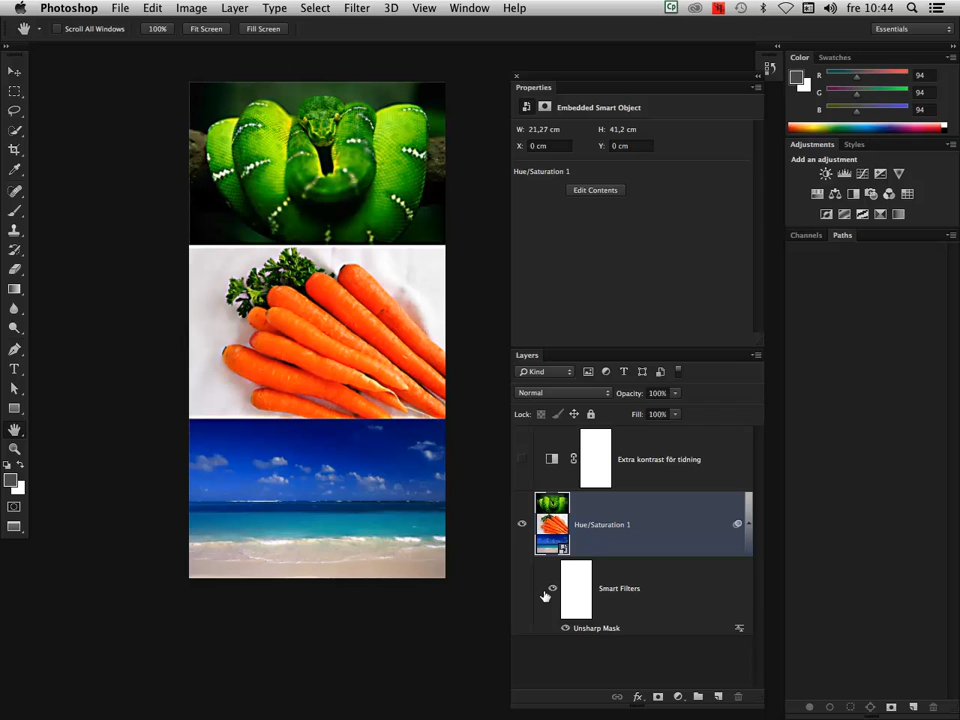 Photoshop File Edit Image Layer Type Select Filter 3D View Window Help fre 10:44
Scroll All Windows 100% Fit Screen Fill Screen Essentials
Color Swatches
R 94
G 94
B 94
Properties
Embedded Smart Object
W: 21,27 cm H: 41,2 cm
X: 0 cm Y: 0 cm
Hue/Saturation 1
Edit Contents
Adjustments Styles
Add an adjustment
Channels Paths
Layers
Kind
Normal Opacity: 100%
Lock: Fill: 100%
Extra kontrast för tidning
Hue/Saturation 1
Smart Filters
Unsharp Mask